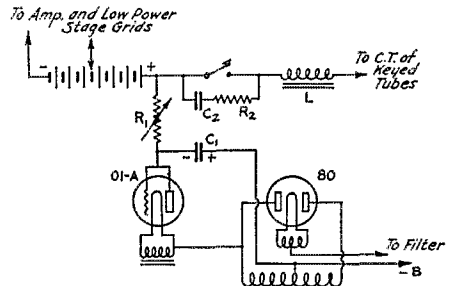 To Amp. and Low Power
Stage Grids
- +
To C.T. of
Keyed
Tubes
L
C2 R2
R1
C1
- +
01-A
80
To Filter
- B